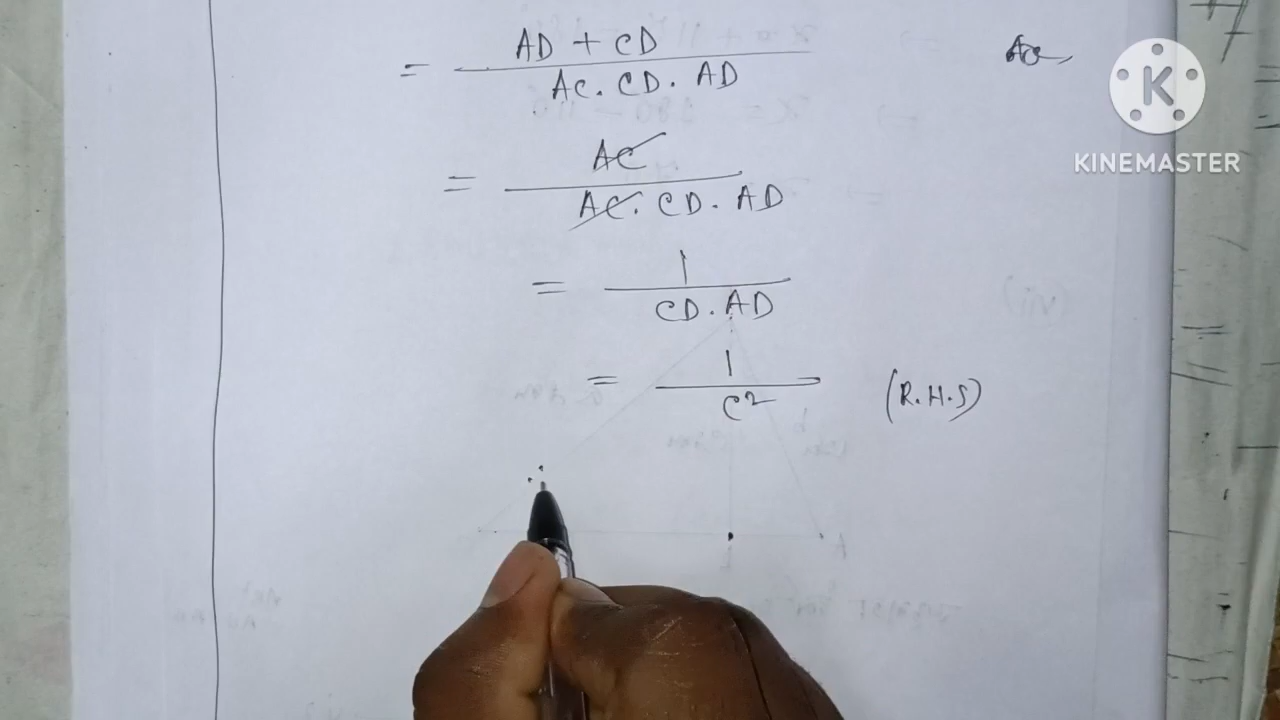 = AD + CD / AC. CD. AD
= AC / AC. CD. AD
= 1 / CD. AD
= 1 / C² (R.H.S)
∴
K
KINEMASTER